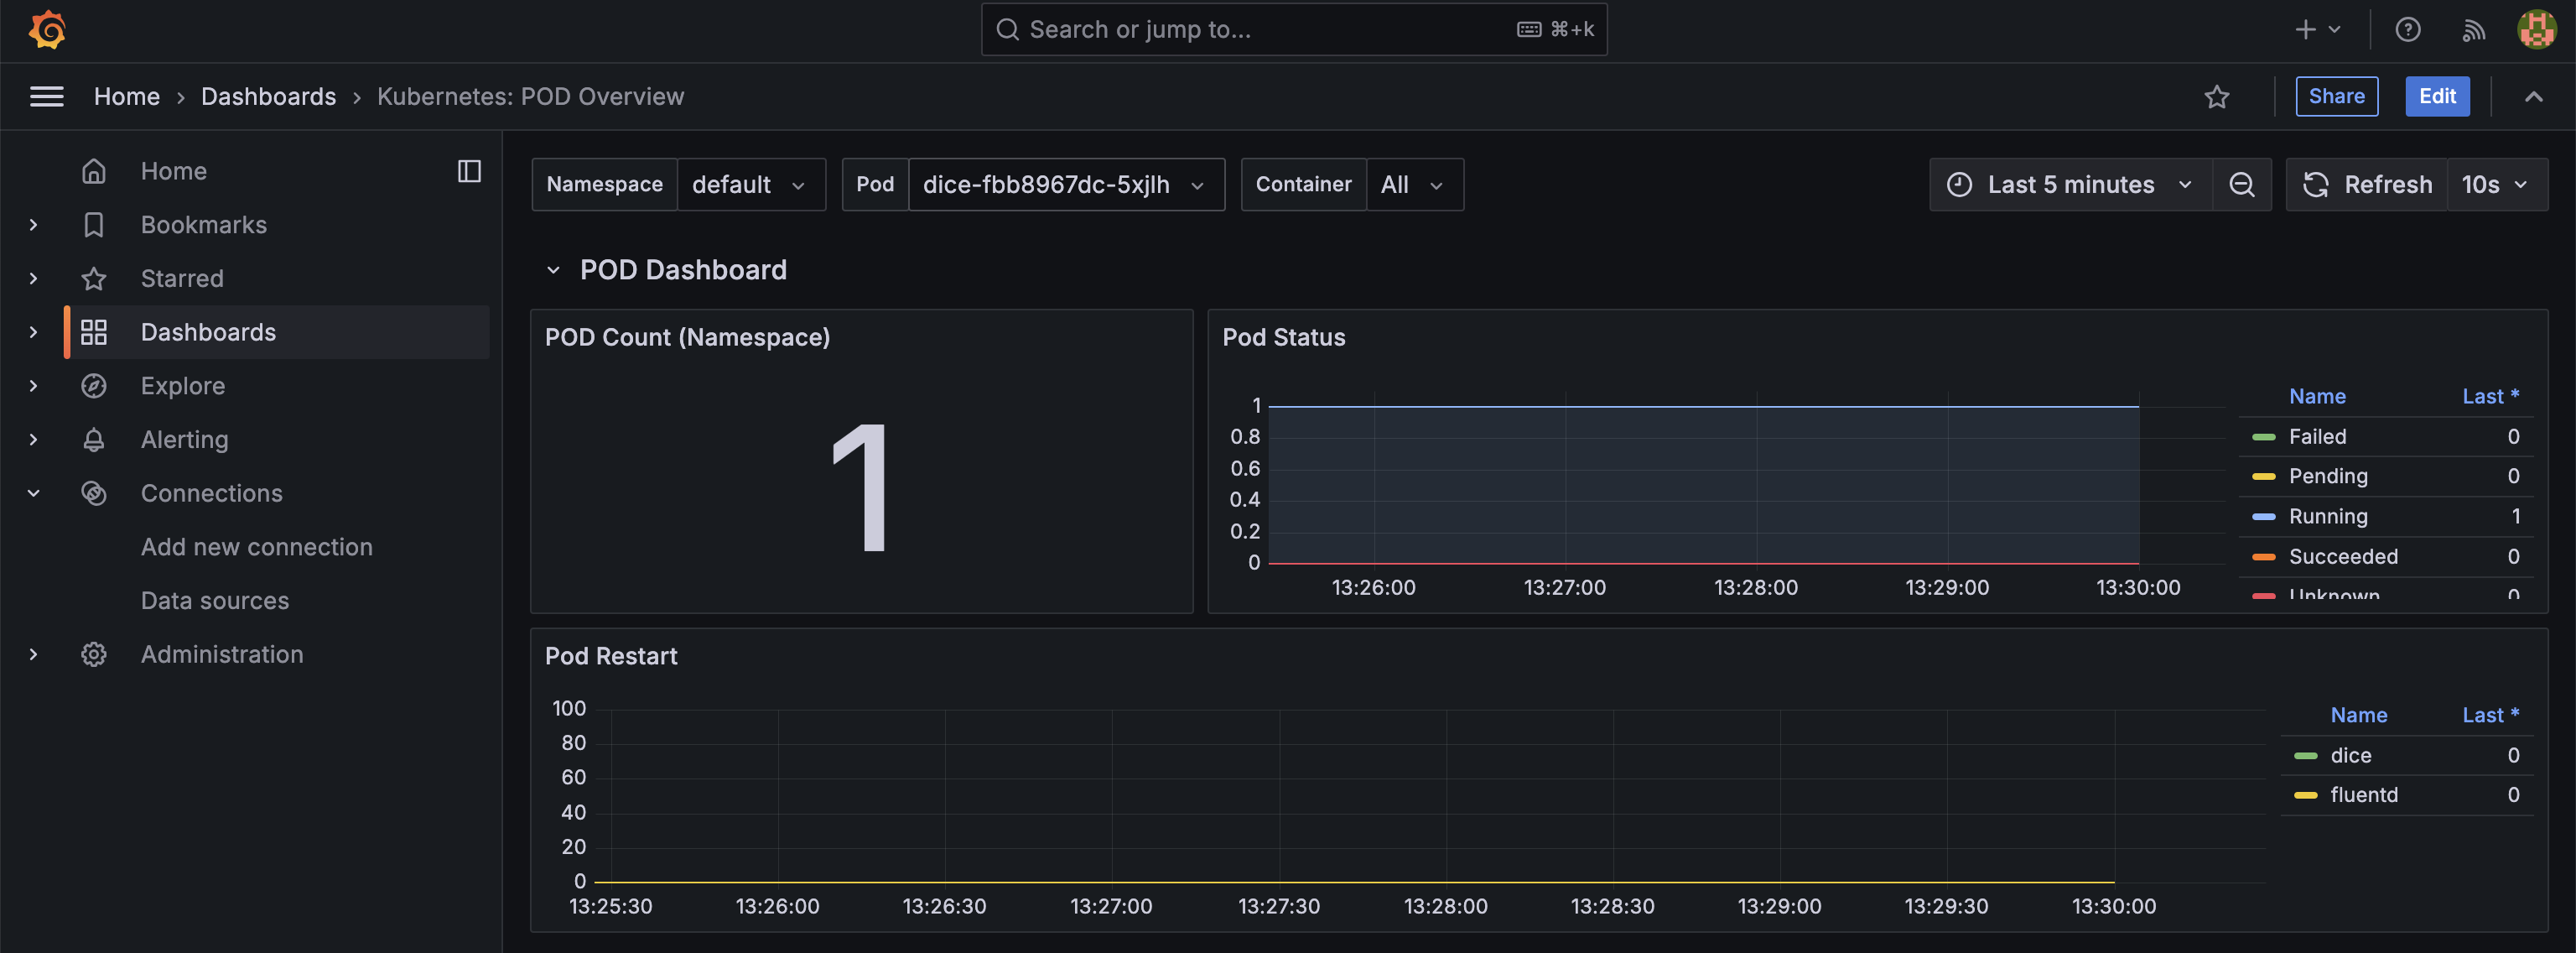 Search or jump to... ⌘+k
Home › Dashboards › Kubernetes: POD Overview
Share Edit
Home
Bookmarks
Starred
Dashboards
Explore
Alerting
Connections
Add new connection
Data sources
Administration
Namespace default
Pod dice-fbb8967dc-5xjlh
Container All
Last 5 minutes
Refresh 10s
POD Dashboard
POD Count (Namespace)
1
Pod Status
1
0.8
0.6
0.4
0.2
0
13:26:00 13:27:00 13:28:00 13:29:00 13:30:00
Name Last *
Failed 0
Pending 0
Running 1
Succeeded 0
Unknown 0
Pod Restart
100
80
60
40
20
0
13:25:30 13:26:00 13:26:30 13:27:00 13:27:30 13:28:00 13:28:30 13:29:00 13:29:30 13:30:00
Name Last *
dice 0
fluentd 0